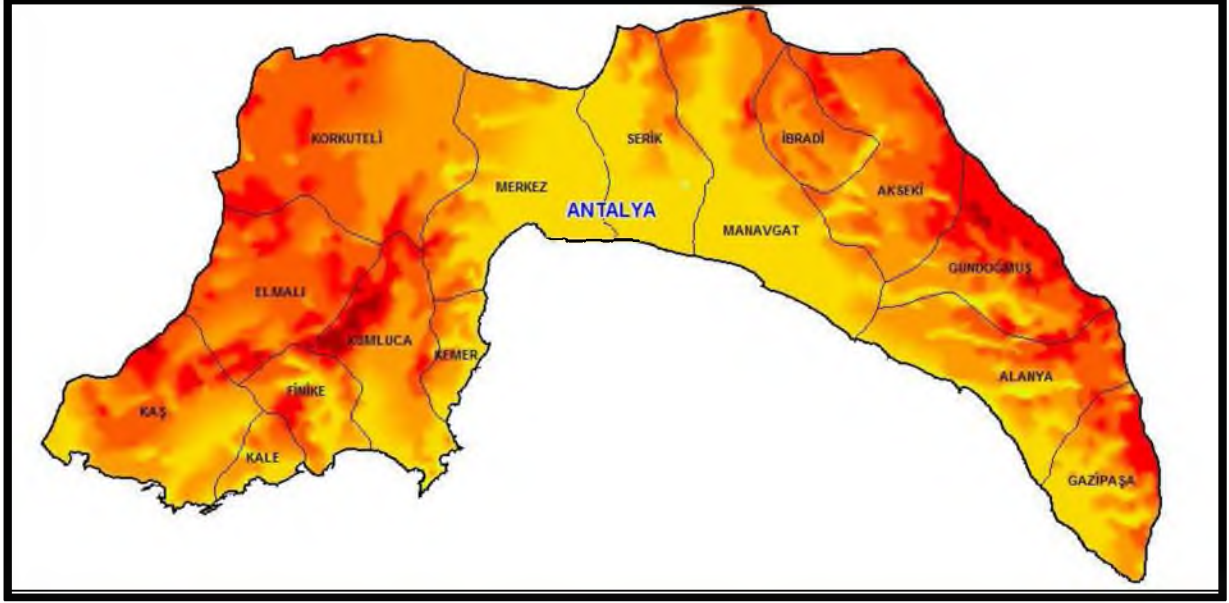 KORKUTELİ
SERİK
İBRADİ
MERKEZ
AKSEKİ
ANTALYA
MANAVGAT
GÜNDOĞMUŞ
ELMALI
KUMLUCA
KEMER
ALANYA
FİNİKE
KAŞ
KALE
GAZİPAŞA